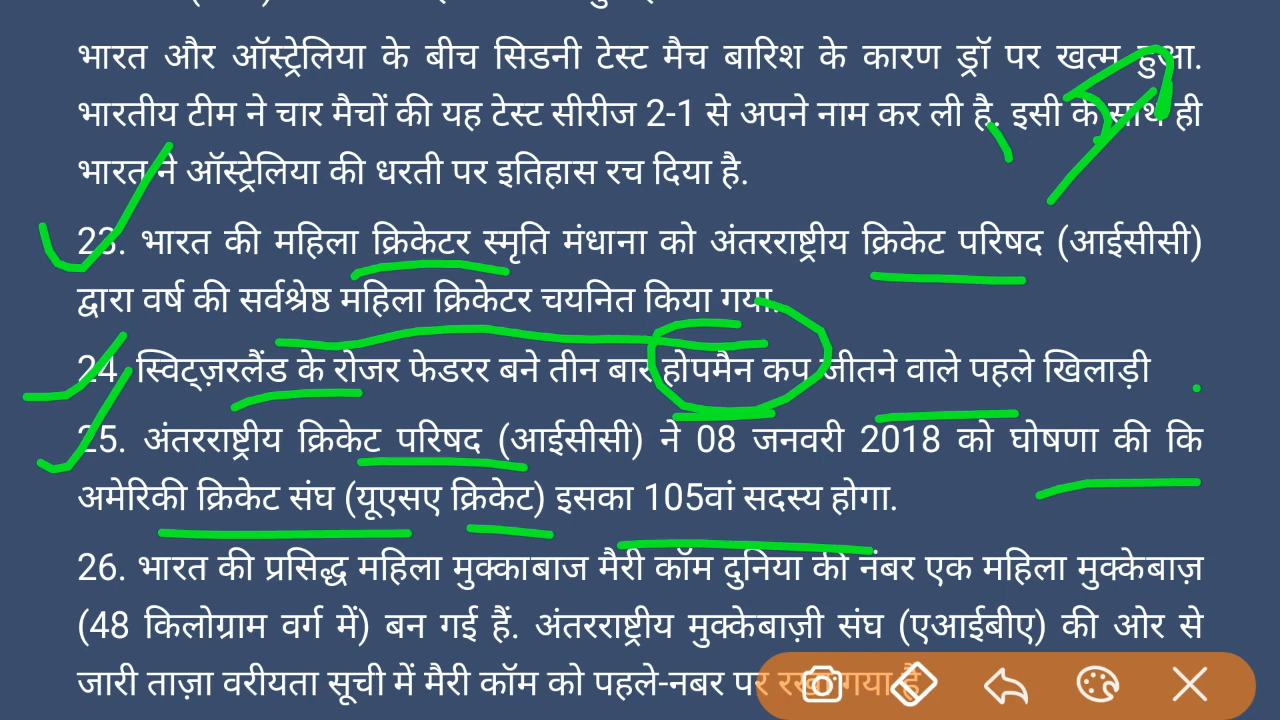 भारत और ऑस्ट्रेलिया के बीच सिडनी टेस्ट मैच बारिश के कारण ड्रॉ पर खत्म हुआ.
भारतीय टीम ने चार मैचों की यह टेस्ट सीरीज 2-1 से अपने नाम कर ली है. इसी के साथ ही
भारत ने ऑस्ट्रेलिया की धरती पर इतिहास रच दिया है.
23. भारत की महिला क्रिकेटर स्मृति मंधाना को अंतरराष्ट्रीय क्रिकेट परिषद (आईसीसी)
द्वारा वर्ष की सर्वश्रेष्ठ महिला क्रिकेटर चयनित किया गया.
24. स्विट्ज़रलैंड के रोजर फेडरर बने तीन बार होपमैन कप जीतने वाले पहले खिलाड़ी
25. अंतरराष्ट्रीय क्रिकेट परिषद (आईसीसी) ने 08 जनवरी 2018 को घोषणा की कि
अमेरिकी क्रिकेट संघ (यूएसए क्रिकेट) इसका 105वां सदस्य होगा.
26. भारत की प्रसिद्ध महिला मुक्काबाज मैरी कॉम दुनिया की नंबर एक महिला मुक्केबाज़
(48 किलोग्राम वर्ग में) बन गई हैं. अंतरराष्ट्रीय मुक्केबाज़ी संघ (एआईबीए) की ओर से
जारी ताज़ा वरीयता सूची में मैरी कॉम को पहले-नबर पर रखा गया है